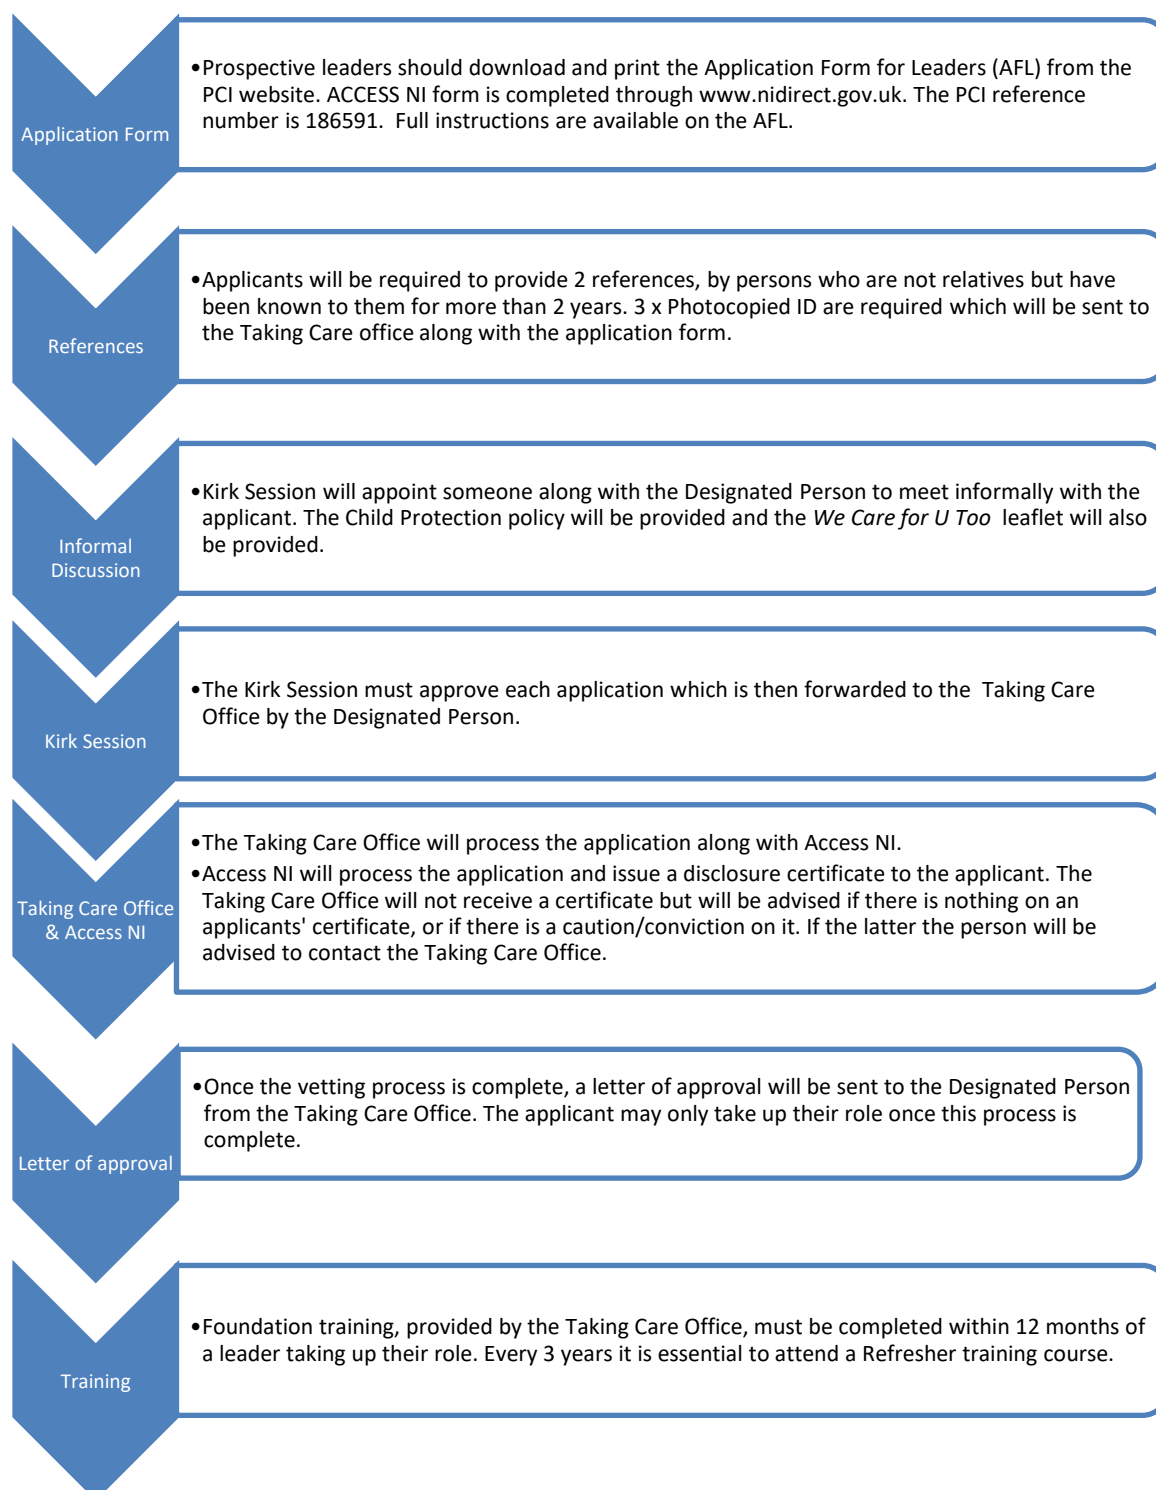 Application Form
•Prospective leaders should download and print the Application Form for Leaders (AFL) from the
PCI website. ACCESS NI form is completed through www.nidirect.gov.uk. The PCI reference
number is 186591.  Full instructions are available on the AFL.
References
•Applicants will be required to provide 2 references, by persons who are not relatives but have
been known to them for more than 2 years. 3 x Photocopied ID are required which will be sent to
the Taking Care office along with the application form.
Informal
Discussion
•Kirk Session will appoint someone along with the Designated Person to meet informally with the
applicant. The Child Protection policy will be provided and the We Care for U Too  leaflet will also
be provided.
Kirk Session
•The Kirk Session must approve each application which is then forwarded to the  Taking Care
Office by the Designated Person.
Taking Care Office
& Access NI
•The Taking Care Office will process the application along with Access NI.
•Access NI will process the application and issue a disclosure certificate to the applicant. The
Taking Care Office will not receive a certificate but will be advised if there is nothing on an
applicants' certificate, or if there is a caution/conviction on it. If the latter the person will be
advised to contact the Taking Care Office.
Letter of approval
•Once the vetting process is complete, a letter of approval will be sent to the Designated Person
from the Taking Care Office. The applicant may only take up their role once this process is
complete.
Training
•Foundation training, provided by the Taking Care Office, must be completed within 12 months of
a leader taking up their role. Every 3 years it is essential to attend a Refresher training course.